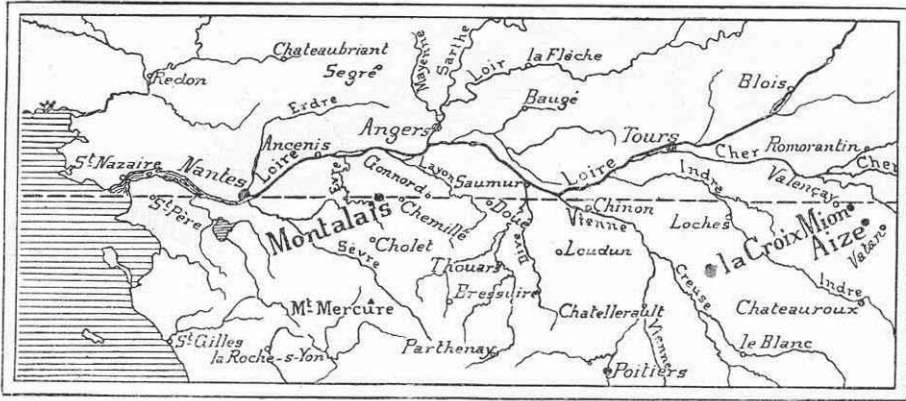 Chateaubriant
Segré
Redon
Mayenne
Sarthe
Loir
la Flèche
Baugé
Blois
Erdre
Angers
Ancenis
Loire
Tours
Cher
Romorantin
Cher
St Nazaire
Nantes
Layon
Gonnord
Saumur
Loire
Indre
Valençay
St Père
Evre
Montalais
Chemillé
Doué
Chinon
Vienne
Loches
la Croix Mion
Aize
Vatan
Sèvre
Cholet
Thouars
Loudun
Creuse
Indre
Mt Mercure
Bressuire
Chatellerault
Chateauroux
St Gilles
la Roche-s-Yon
Parthenay
Vienne
le Blanc
Poitiers